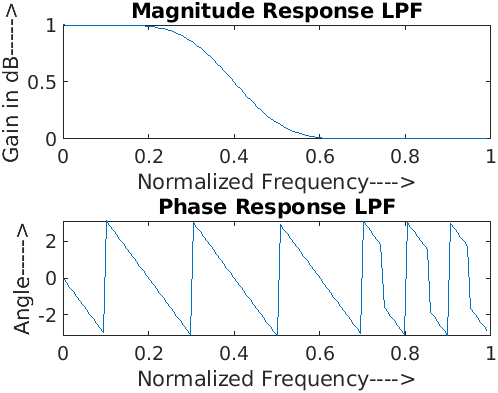 Magnitude Response LPF
Gain in dB----->
1
0.5
0
0 0.2 0.4 0.6 0.8 1
Normalized Frequency---->
Phase Response LPF
Angle----->
2
0
-2
0 0.2 0.4 0.6 0.8 1
Normalized Frequency---->